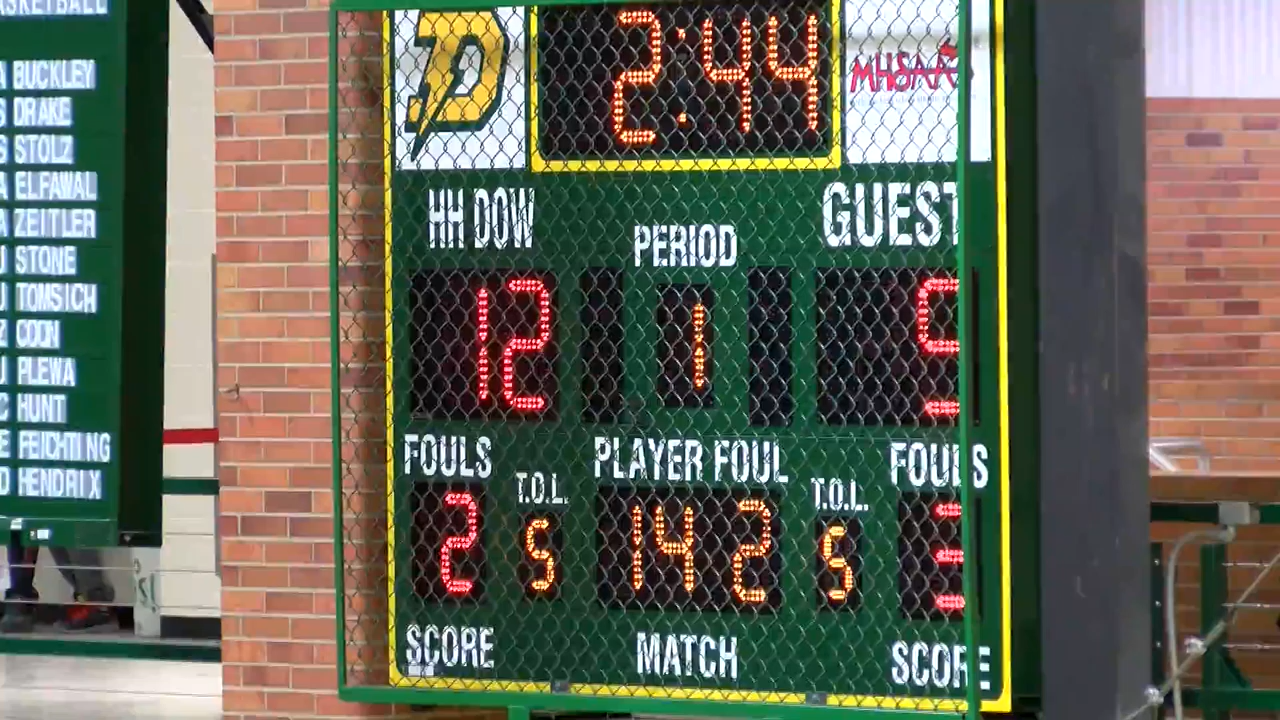 BASKETBALL
A BUCKLEY
S DRAKE
S STOLZ
A ELFAWAL
A ZEITLER
J STONE
J TOMSICH
Z COON
J PLEWA
C HUNT
E FEICHTING
D HENDRIX
D
2:44
MHSAA
HH DOW
PERIOD
GUEST
12
1
FOULS
PLAYER FOUL
FOULS
T.O.L.
T.O.L.
2
5
14 2
5
3
SCORE
MATCH
SCORE